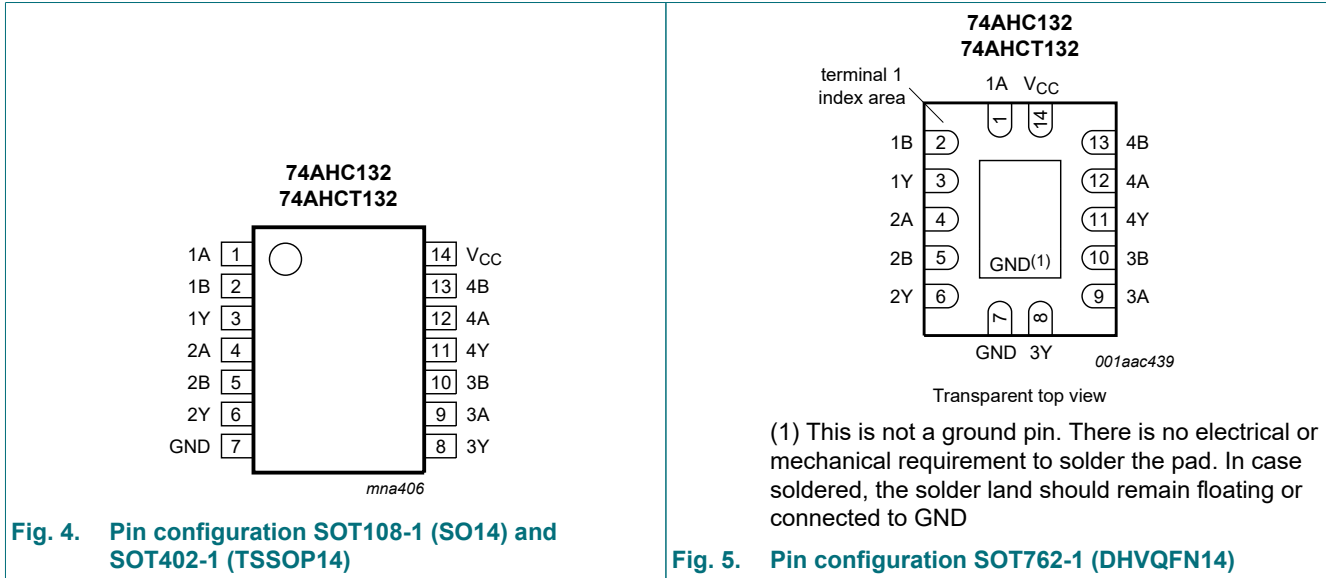 74AHC132
74AHCT132
1A 1 14 VCC
1B 2 13 4B
1Y 3 12 4A
2A 4 11 4Y
2B 5 10 3B
2Y 6 9 3A
GND 7 8 3Y
mna406
Fig. 4. Pin configuration SOT108-1 (SO14) and
SOT402-1 (TSSOP14)
74AHC132
74AHCT132
terminal 1
index area
1A VCC
1 14
1B 2 13 4B
1Y 3 12 4A
2A 4 11 4Y
2B 5 10 3B
GND(1)
2Y 6 9 3A
7 8
GND 3Y
001aac439
Transparent top view
(1) This is not a ground pin. There is no electrical or
mechanical requirement to solder the pad. In case
soldered, the solder land should remain floating or
connected to GND
Fig. 5. Pin configuration SOT762-1 (DHVQFN14)